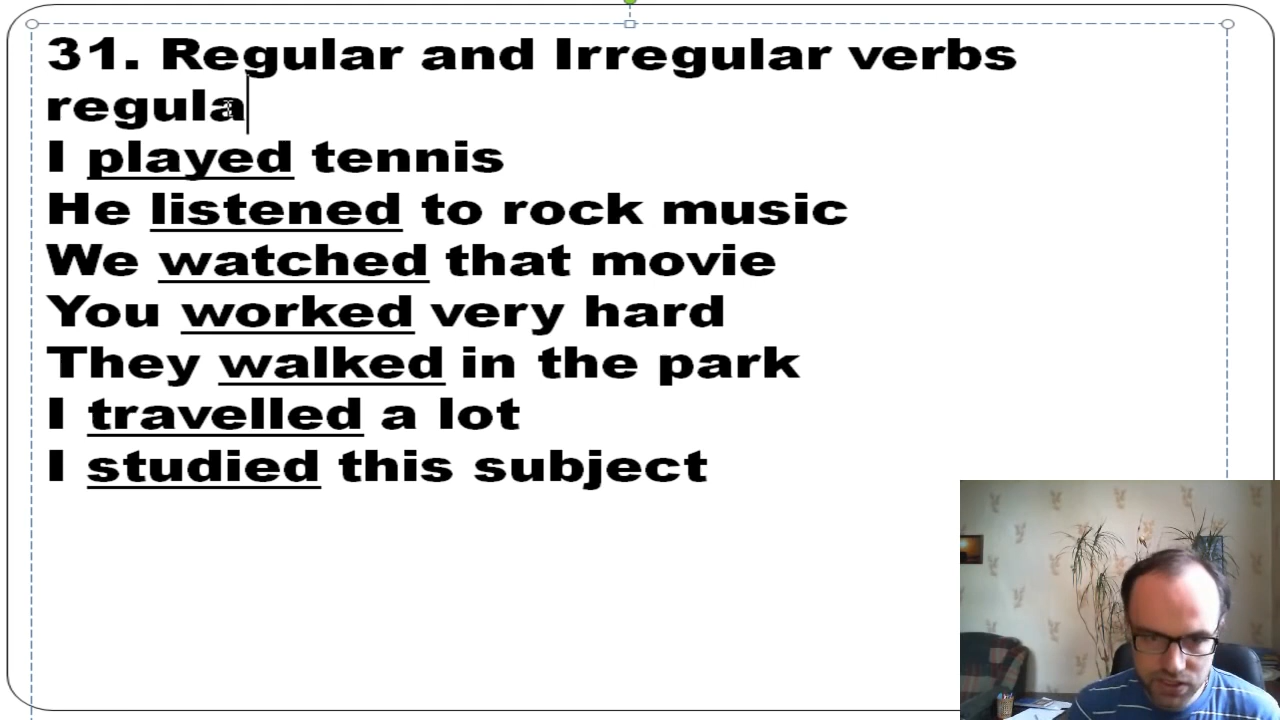 31. Regular and Irregular verbs
regula
I played tennis
He listened to rock music
We watched that movie
You worked very hard
They walked in the park
I travelled a lot
I studied this subject